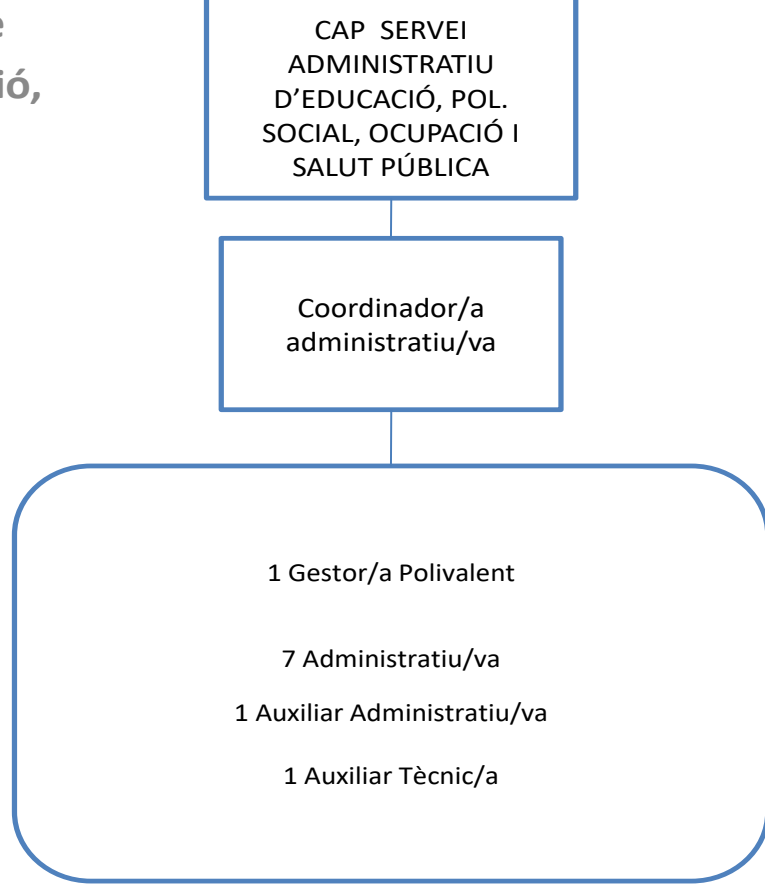 e
ió,
CAP SERVEI
ADMINISTRATIU
D’EDUCACIÓ, POL.
SOCIAL, OCUPACIÓ I
SALUT PÚBLICA
Coordinador/a
administratiu/va
1 Gestor/a Polivalent
7 Administratiu/va
1 Auxiliar Administratiu/va
1 Auxiliar Tècnic/a